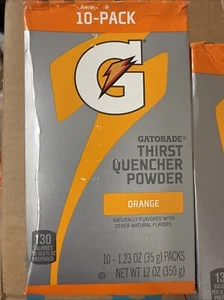 10-PACK
G
GATORADE®
THIRST
QUENCHER
POWDER
ORANGE
NATURALLY FLAVORED WITH
OTHER NATURAL FLAVORS
130
CALORIES
PREPARED
10 - 1.23 OZ (35 g) PACKS
NET WT 12 OZ (350 g)